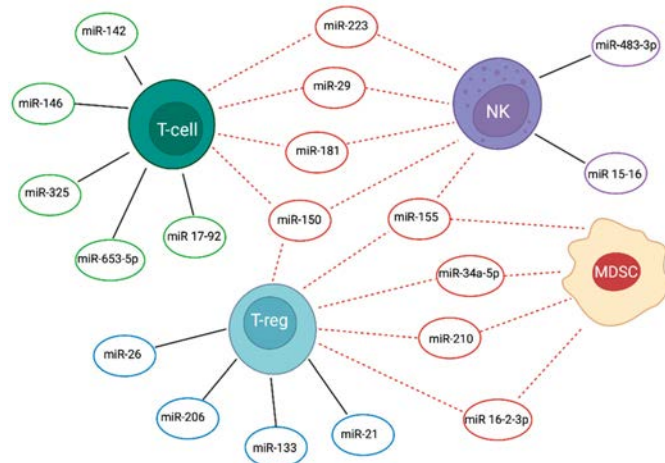 miR-142
miR-223
miR-483-3p
miR-29
miR-146
T-cell
NK
miR-181
miR 15-16
miR-325
miR-150
miR-155
miR 17-92
miR-653-5p
miR-34a-5p
MDSC
T-reg
miR-210
miR-26
miR-206
miR 16-2-3p
miR-21
miR-133